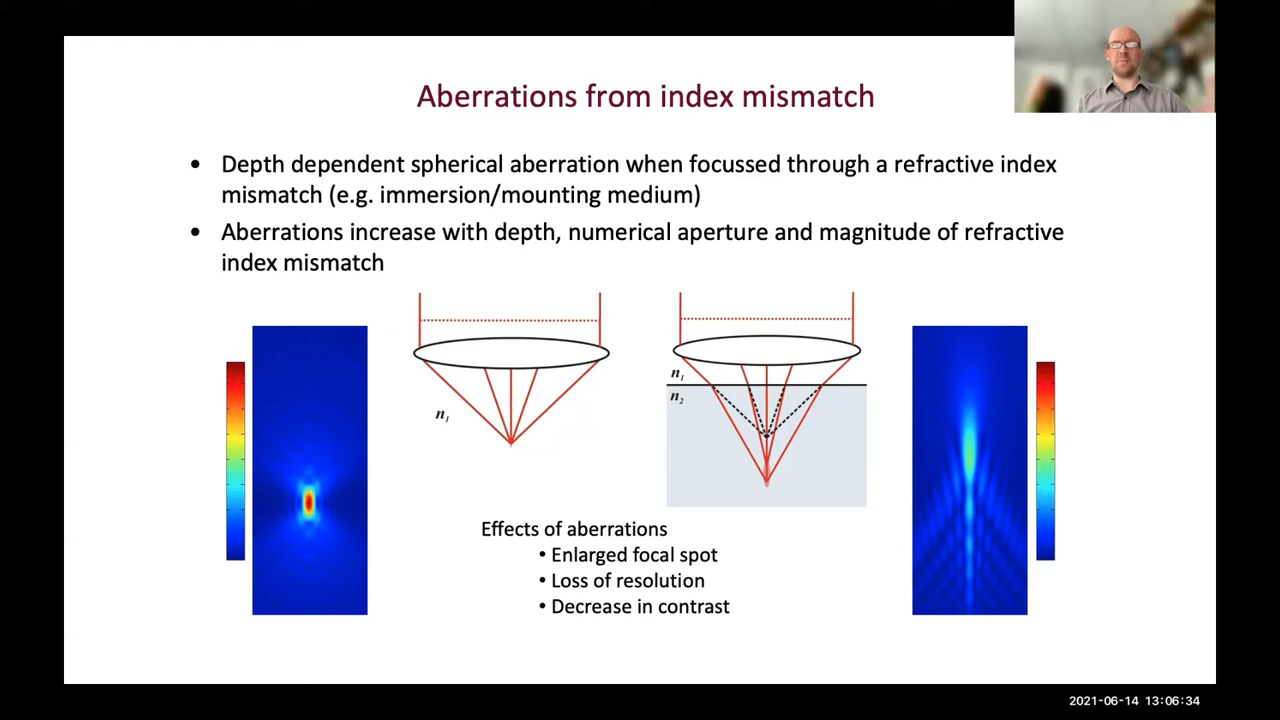 Aberrations from index mismatch
• Depth dependent spherical aberration when focussed through a refractive index
mismatch (e.g. immersion/mounting medium)
• Aberrations increase with depth, numerical aperture and magnitude of refractive
index mismatch
n1
n1
n2
Effects of aberrations
• Enlarged focal spot
• Loss of resolution
• Decrease in contrast
2021-06-14 13:06:34